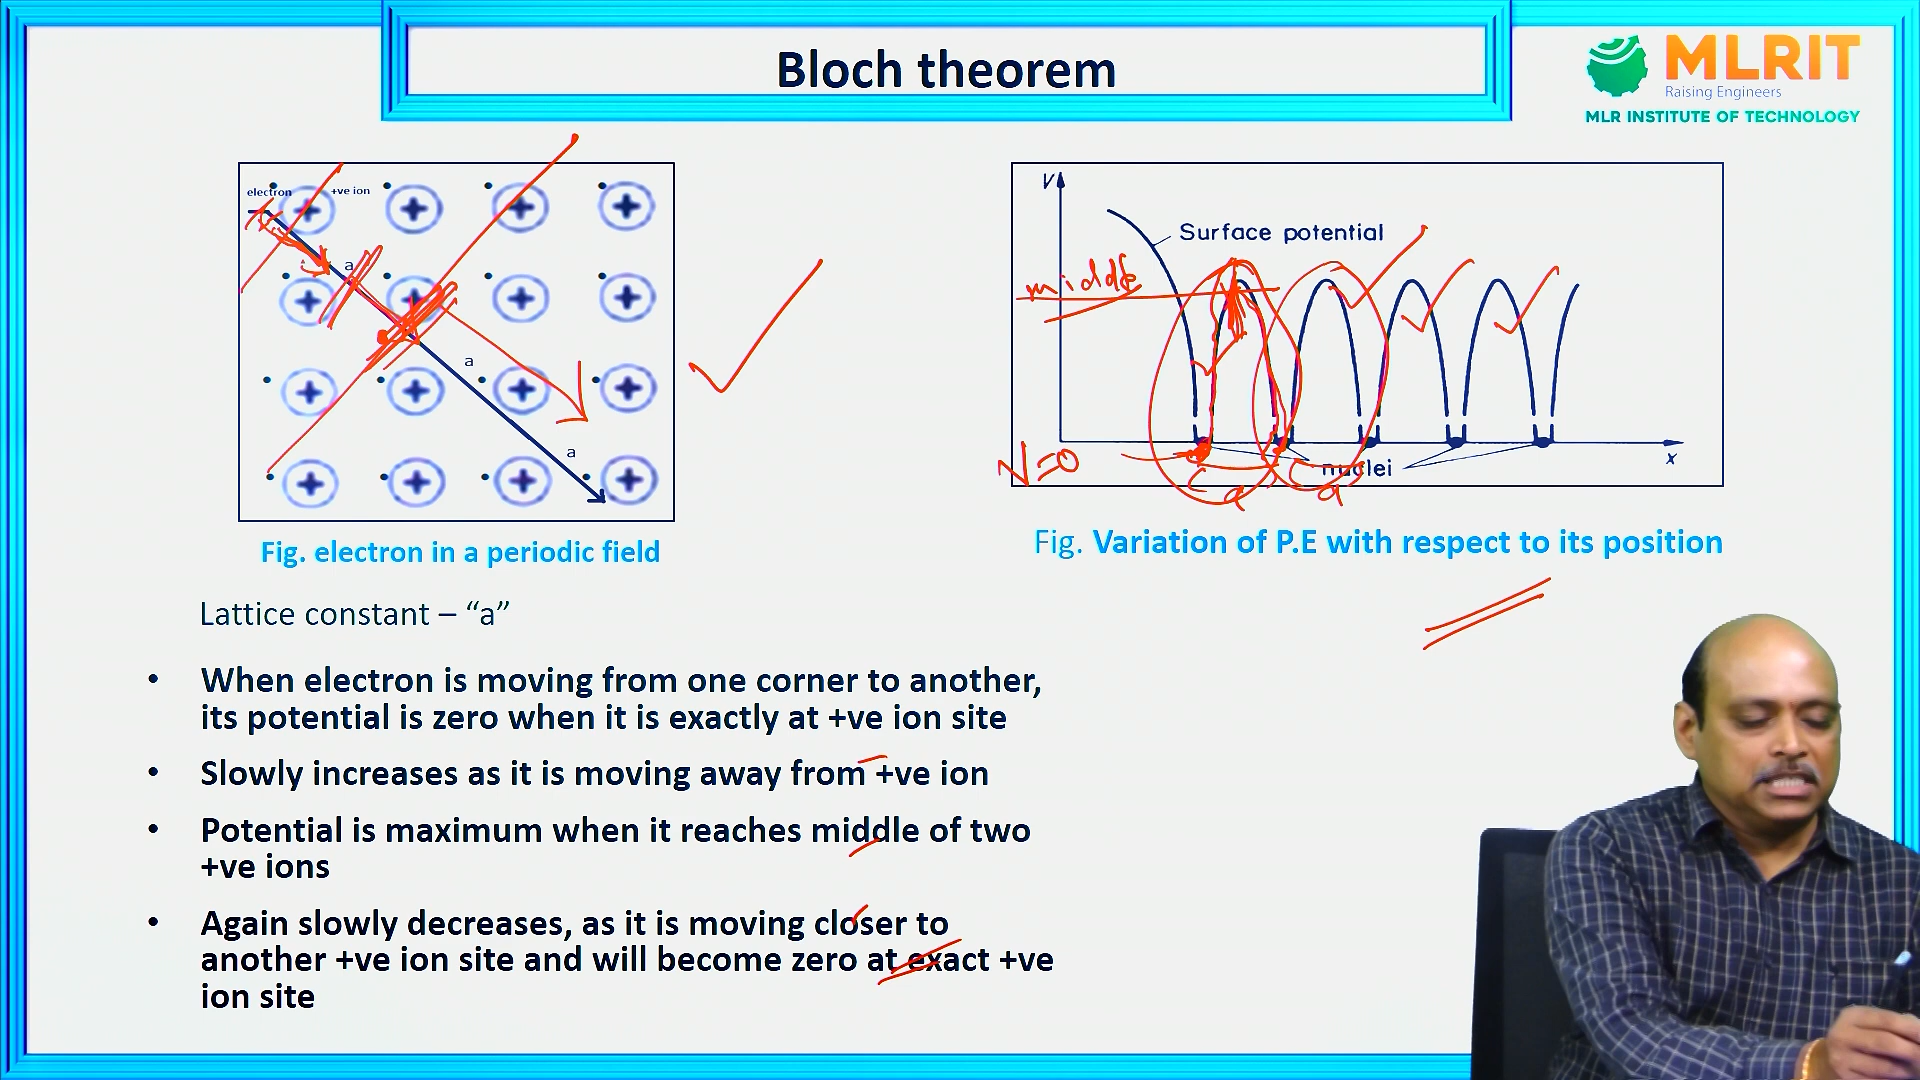 Bloch theorem
MLRIT
Raising Engineers
MLR INSTITUTE OF TECHNOLOGY
electron
+ve ion
a
a
a
V
Surface potential
middle
V=0
nuclei
x
a
a
Fig. electron in a periodic field
Fig. Variation of P.E with respect to its position
Lattice constant – “a”
• When electron is moving from one corner to another,
its potential is zero when it is exactly at +ve ion site
• Slowly increases as it is moving away from +ve ion
• Potential is maximum when it reaches middle of two
+ve ions
• Again slowly decreases, as it is moving closer to
another +ve ion site and will become zero at exact +ve
ion site